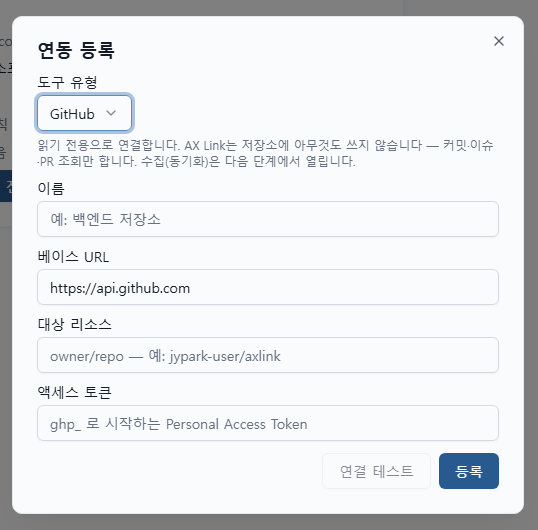 co
연동 등록
도구 유형
GitHub
읽기 전용으로 연결합니다. AX Link는 저장소에 아무것도 쓰지 않습니다 — 커밋·이슈
·PR 조회만 합니다. 수집(동기화)은 다음 단계에서 열립니다.
이름
예: 백엔드 저장소
베이스 URL
https://api.github.com
대상 리소스
owner/repo — 예: jypark-user/axlink
액세스 토큰
ghp_ 로 시작하는 Personal Access Token
연결 테스트
등록